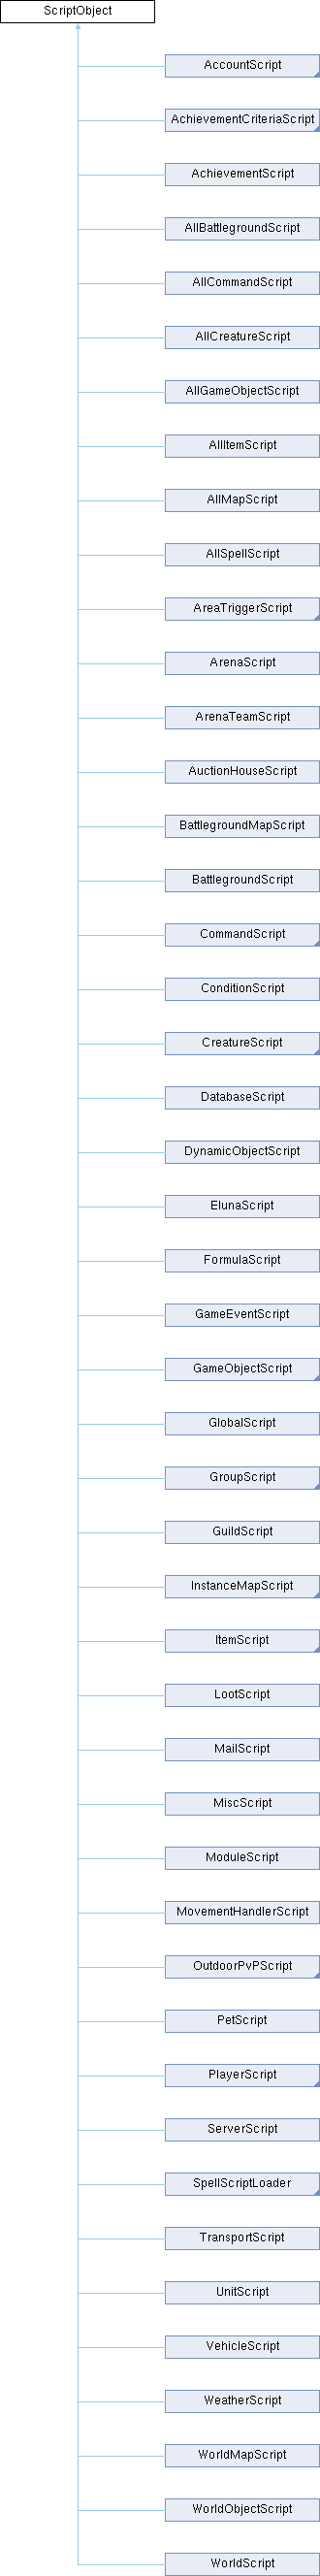 ScriptObject
AccountScript
AchievementCriteriaScript
AchievementScript
AllBattlegroundScript
AllCommandScript
AllCreatureScript
AllGameObjectScript
AllItemScript
AllMapScript
AllSpellScript
AreaTriggerScript
ArenaScript
ArenaTeamScript
AuctionHouseScript
BattlegroundMapScript
BattlegroundScript
CommandScript
ConditionScript
CreatureScript
DatabaseScript
DynamicObjectScript
ElunaScript
FormulaScript
GameEventScript
GameObjectScript
GlobalScript
GroupScript
GuildScript
InstanceMapScript
ItemScript
LootScript
MailScript
MiscScript
ModuleScript
MovementHandlerScript
OutdoorPvPScript
PetScript
PlayerScript
ServerScript
SpellScriptLoader
TransportScript
UnitScript
VehicleScript
WeatherScript
WorldMapScript
WorldObjectScript
WorldScript